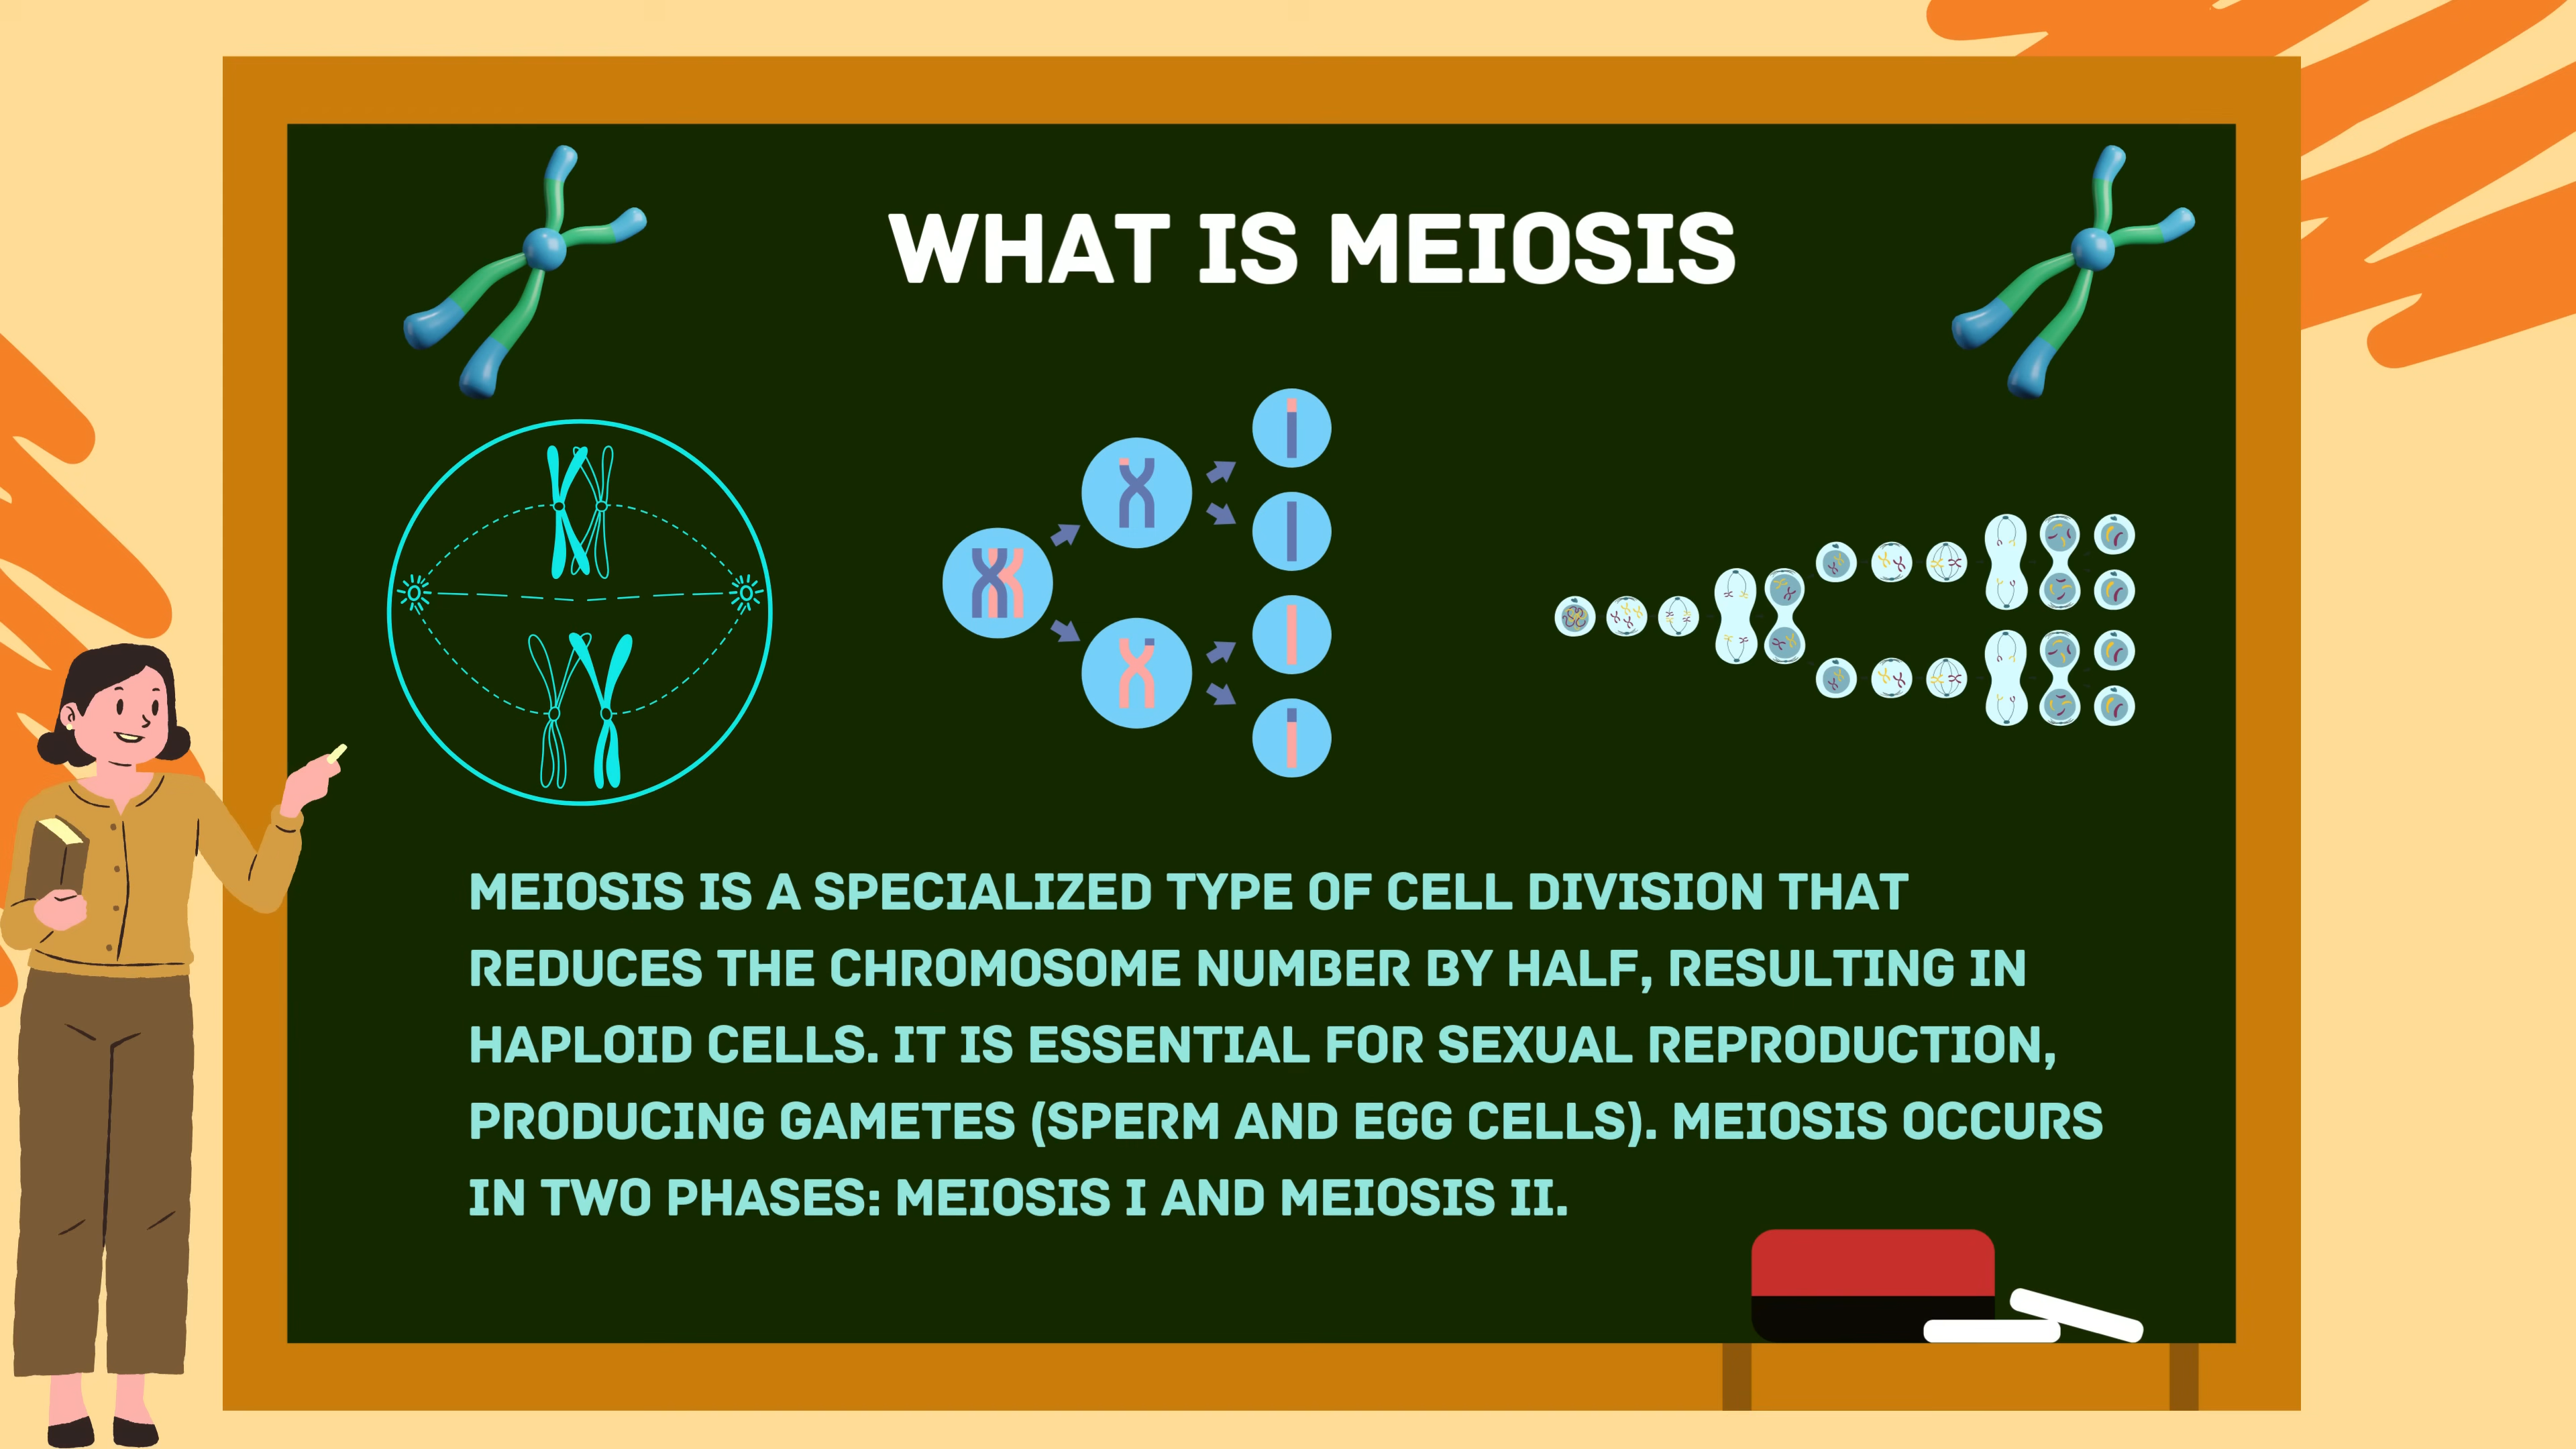 WHAT IS MEIOSIS
MEIOSIS IS A SPECIALIZED TYPE OF CELL DIVISION THAT
REDUCES THE CHROMOSOME NUMBER BY HALF, RESULTING IN
HAPLOID CELLS. IT IS ESSENTIAL FOR SEXUAL REPRODUCTION,
PRODUCING GAMETES (SPERM AND EGG CELLS). MEIOSIS OCCURS
IN TWO PHASES: MEIOSIS I AND MEIOSIS II.